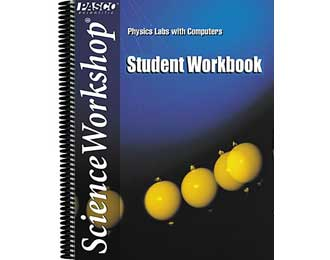 PASCO
scientific
ScienceWorkshop®
Physics Labs with Computers
Student Workbook